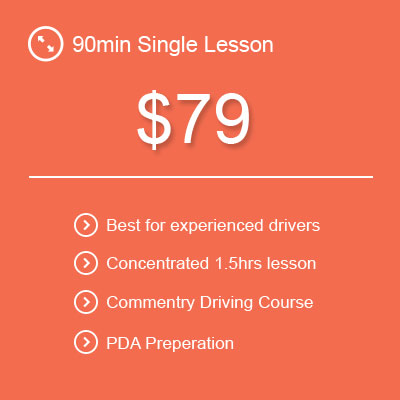 90min Single Lesson
$79
Best for experienced drivers
Concentrated 1.5hrs lesson
Commentry Driving Course
PDA Preperation